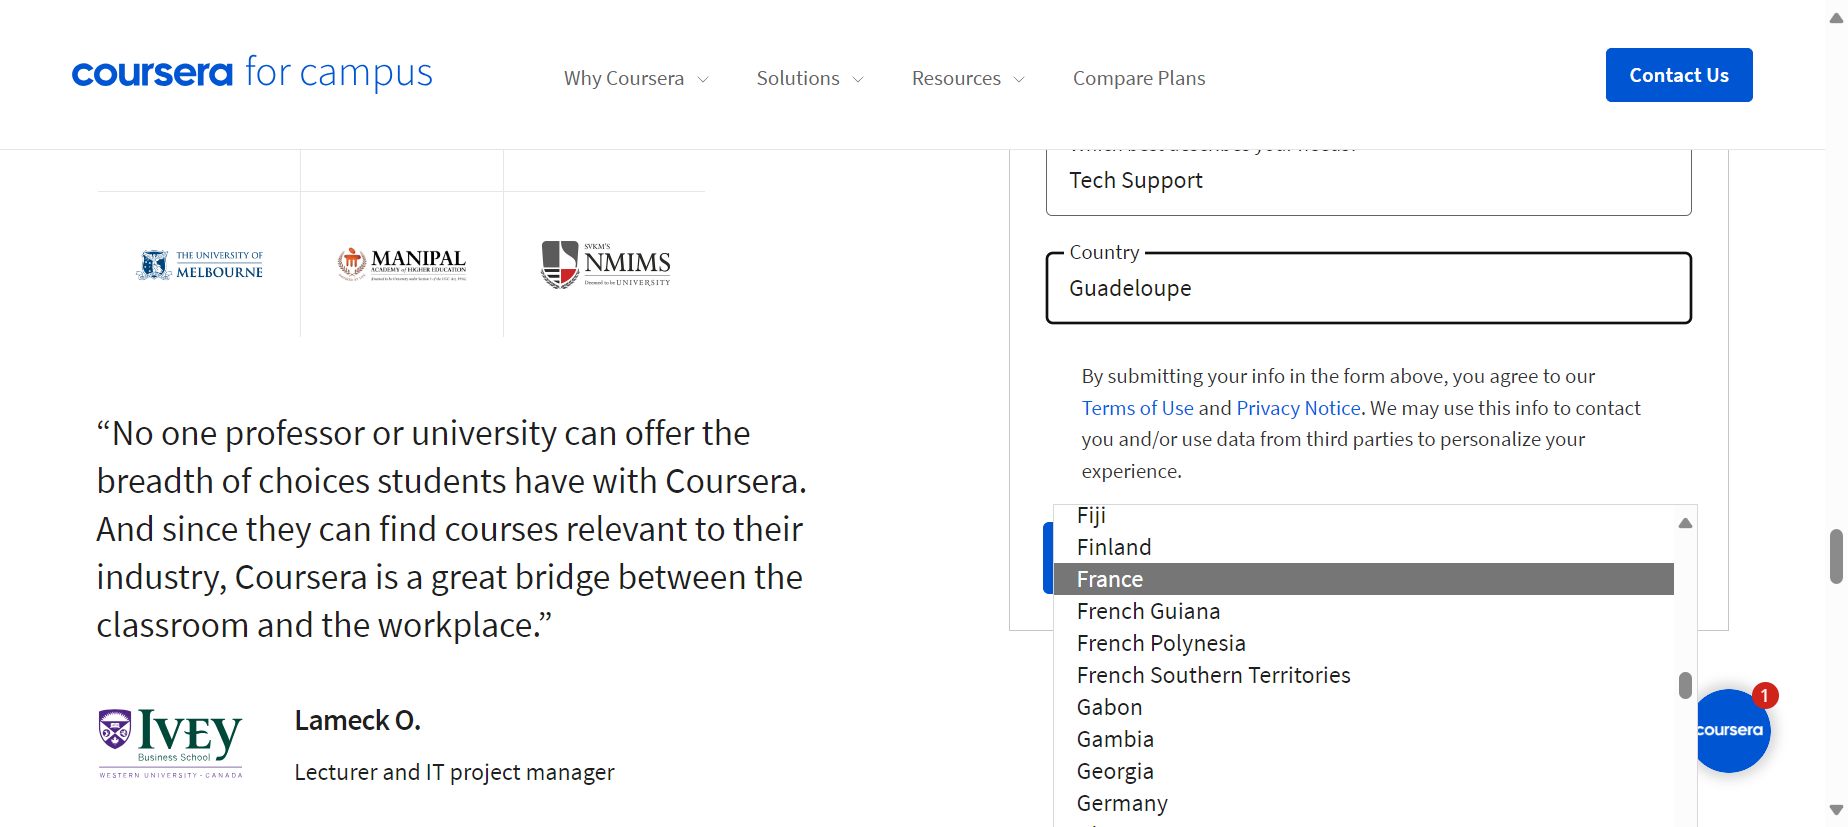 coursera for campus
Why Coursera
Solutions
Resources
Compare Plans
Contact Us
THE UNIVERSITY OF
MELBOURNE
MANIPAL
ACADEMY of HIGHER EDUCATION
SVKM'S
NMIMS
Deemed to be UNIVERSITY
“No one professor or university can offer the
breadth of choices students have with Coursera.
And since they can find courses relevant to their
industry, Coursera is a great bridge between the
classroom and the workplace.”
IVEY
Business School
WESTERN UNIVERSITY · CANADA
Lameck O.
Lecturer and IT project manager
Which best describes your needs?
Tech Support
Country
Guadeloupe
By submitting your info in the form above, you agree to our
Terms of Use and Privacy Notice. We may use this info to contact
you and/or use data from third parties to personalize your
experience.
Fiji
Finland
France
French Guiana
French Polynesia
French Southern Territories
Gabon
Gambia
Georgia
Germany
1
coursera